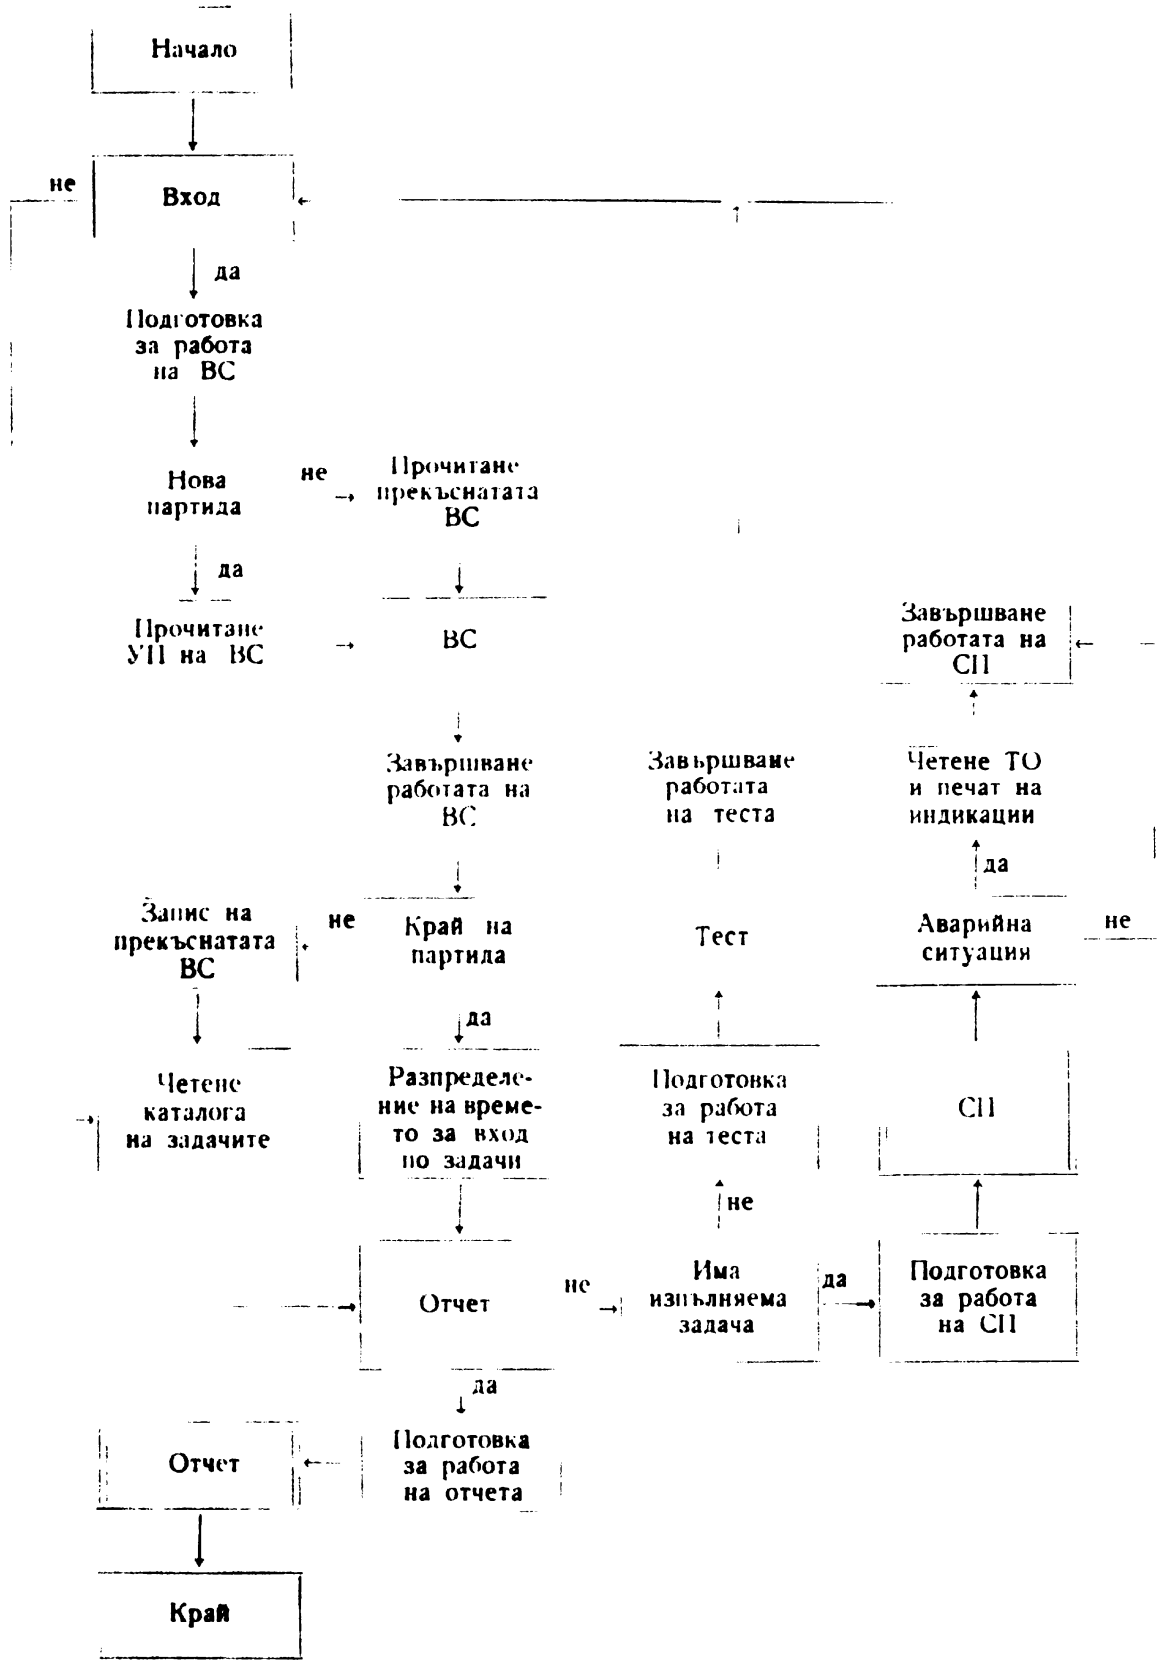 Начало
не
Вход
да
Подготовка
за работа
на ВС
Нова
партида
не
Прочитане
прекъснатата
ВС
да
Прочитане
УП на ВС
ВС
Завършване
работата на
СП
Завършване
работата на
ВС
Завършване
работата
на теста
Четене ТО
и печат на
индикации
да
Запис на
прекъснатата
ВС
не
Край на
партида
Тест
Аварийна
ситуация
не
да
Четене
каталога
на задачите
Разпределе-
ние на време-
то за вход
по задачи
Подготовка
за работа
на теста
СП
не
Отчет
не
Има
изпълняема
задача
да
Подготовка
за работа
на СП
да
Отчет
Подготовка
за работа
на отчета
Край